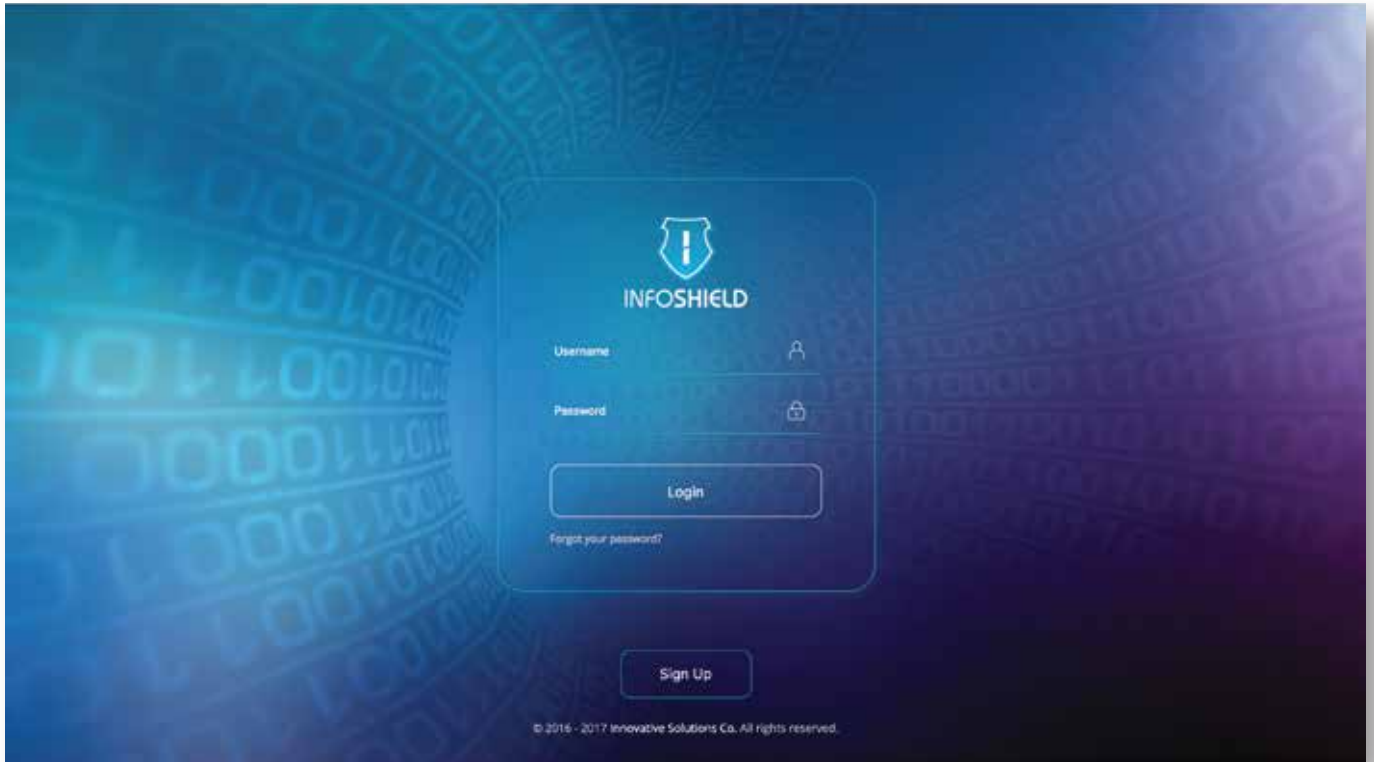 INFOSHIELD
Username
Password
Login
Forgot your password?
Sign Up
© 2016 - 2017 Innovative Solutions Co. All rights reserved.